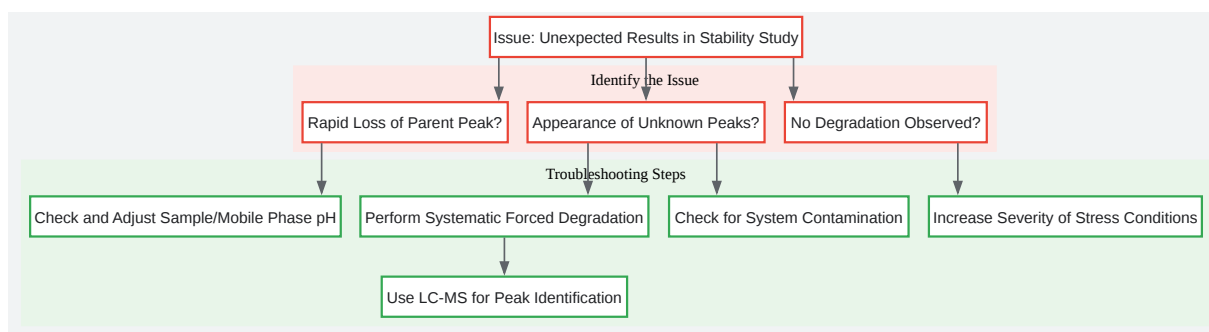 Issue: Unexpected Results in Stability Study
Identify the Issue
Rapid Loss of Parent Peak?
Appearance of Unknown Peaks?
No Degradation Observed?
Troubleshooting Steps
Check and Adjust Sample/Mobile Phase pH
Perform Systematic Forced Degradation
Check for System Contamination
Increase Severity of Stress Conditions
Use LC-MS for Peak Identification